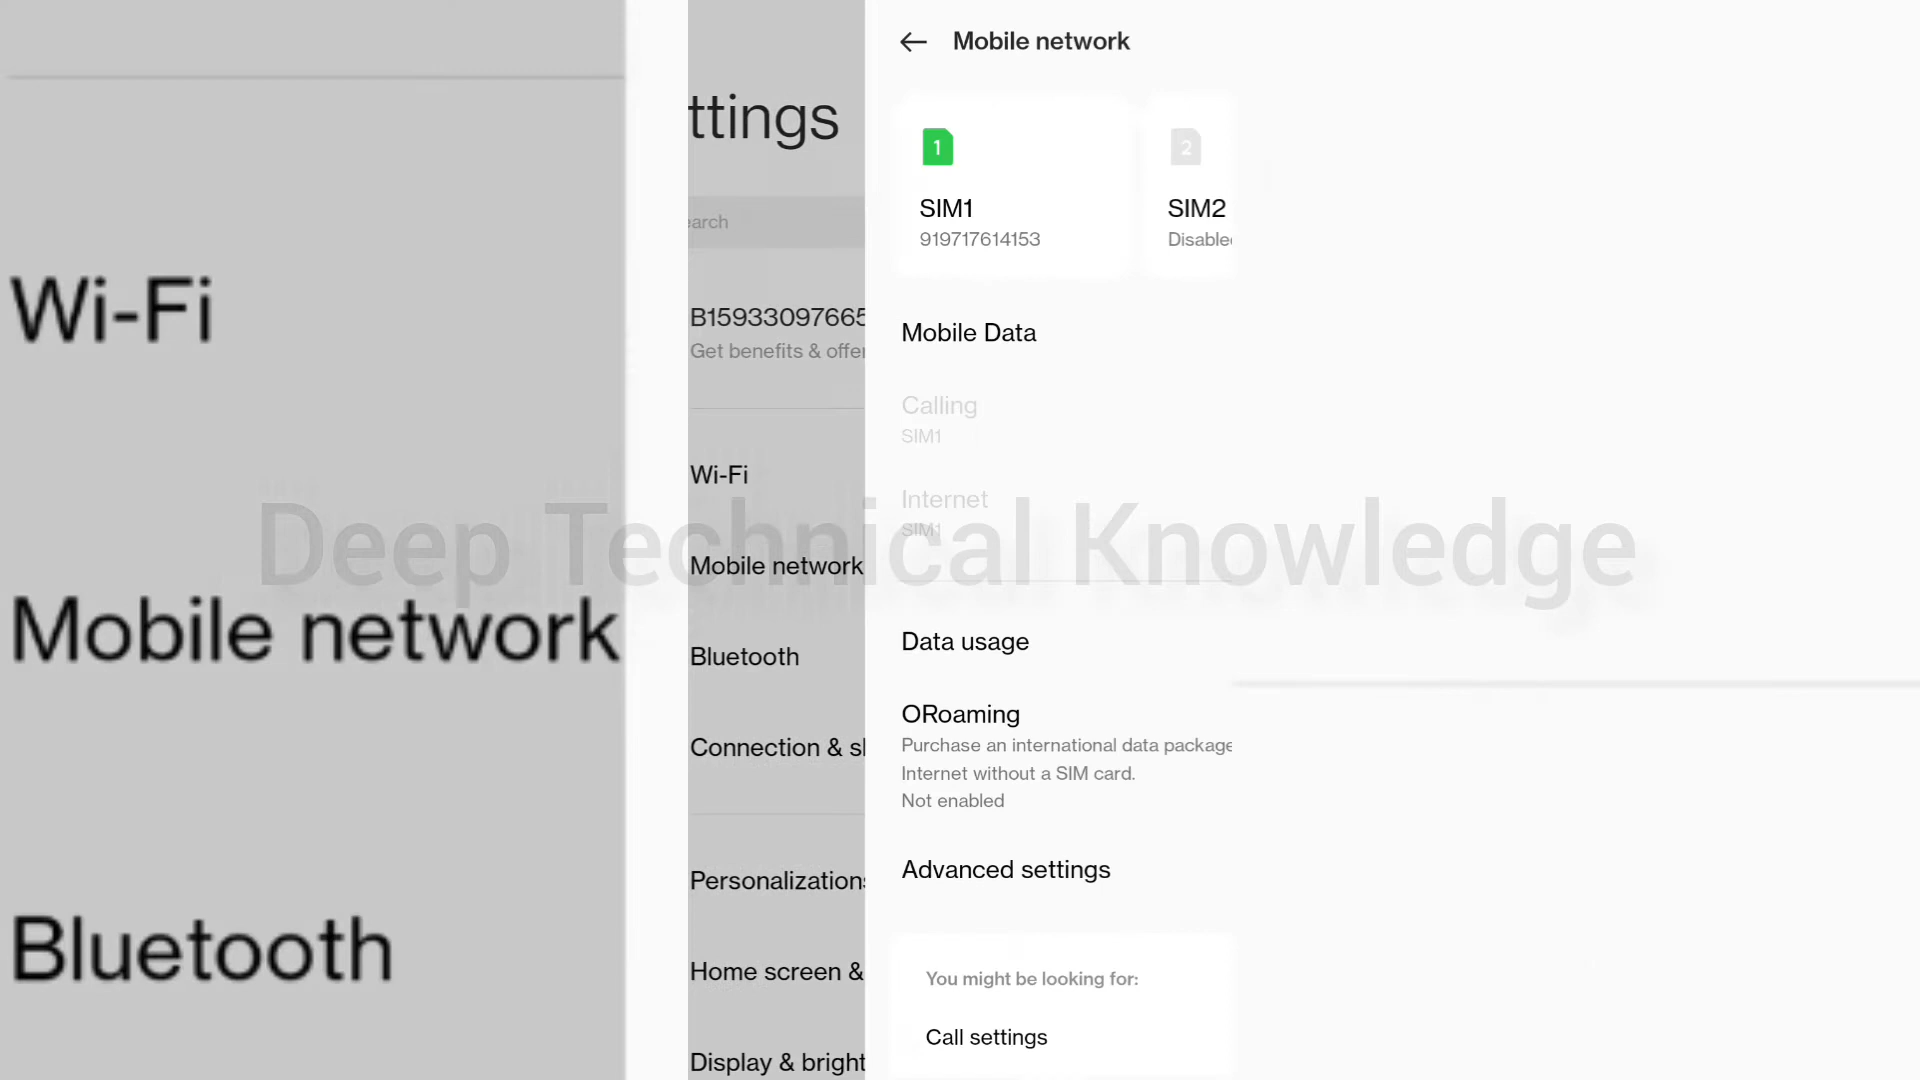 Wi-Fi
Mobile network
Bluetooth
ttings
earch
B15933097665
Get benefits & offer
Wi-Fi
Mobile network
Bluetooth
Connection & sl
Personalizations
Home screen &
Display & bright
Mobile network
1
SIM1
919717614153
2
SIM2
Disabled
Mobile Data
Calling
SIM1
Internet
SIM1
Data usage
ORoaming
Purchase an international data package
Internet without a SIM card.
Not enabled
Advanced settings
You might be looking for:
Call settings
Deep Technical Knowledge